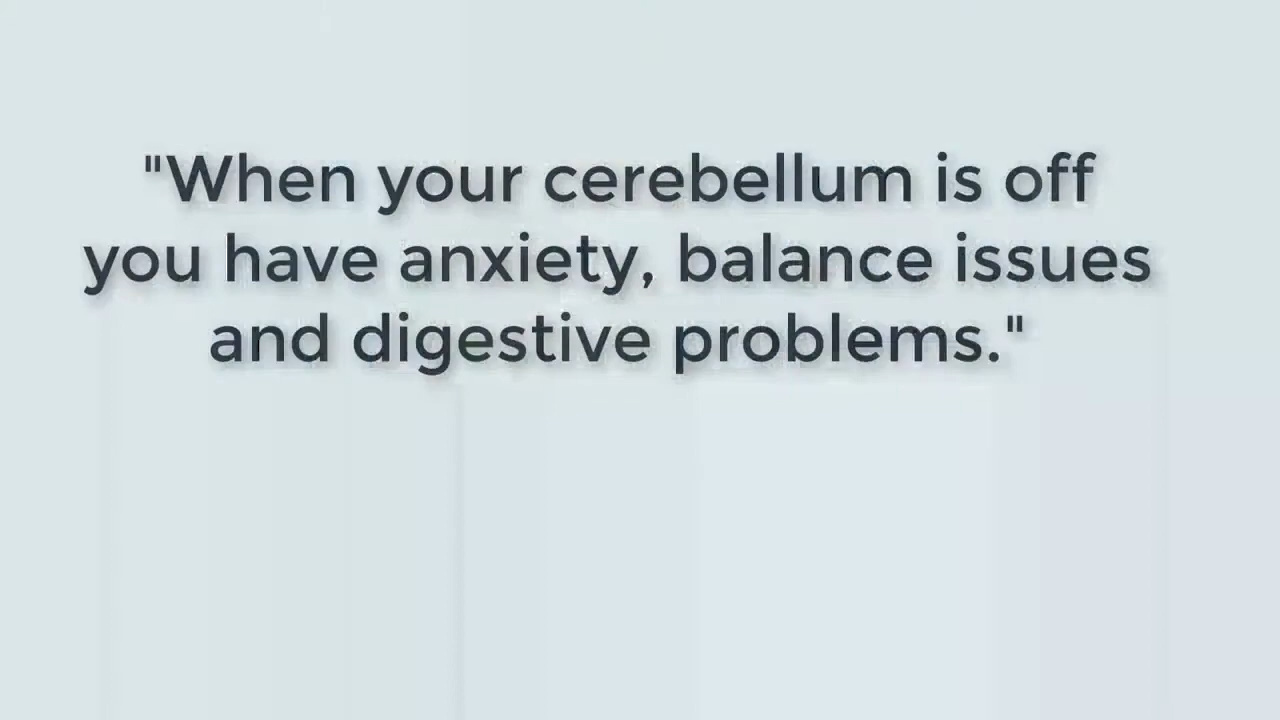 "When your cerebellum is off
you have anxiety, balance issues
and digestive problems."